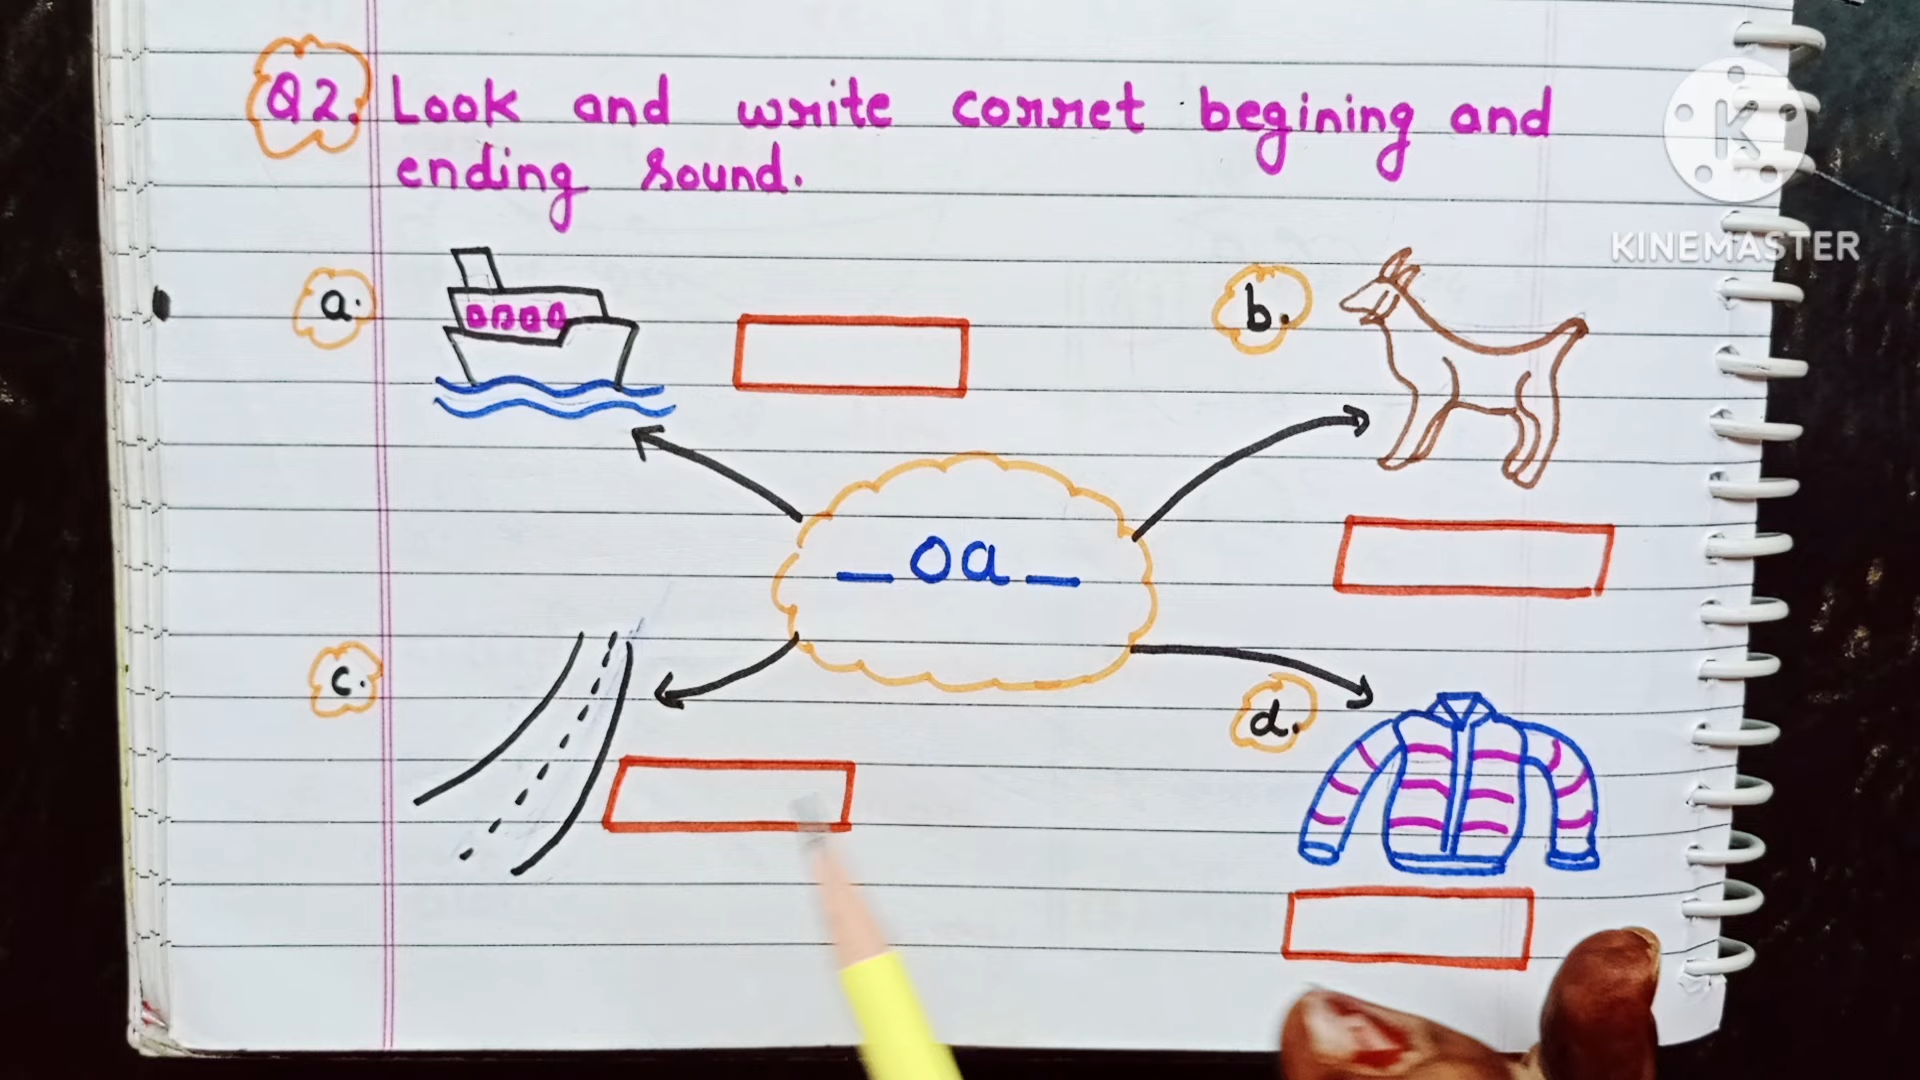 Q2. Look and write corret begining and
ending sound.
a.
b.
_oa_
c.
d.
K
KINEMASTER